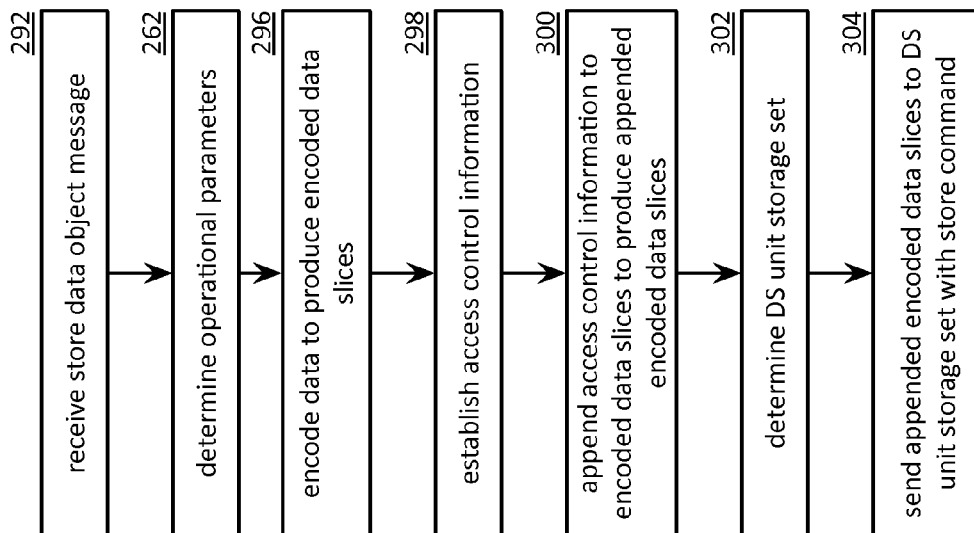 292
receive store data object message
262
determine operational parameters
296
encode data to produce encoded data
slices
298
establish access control information
300
append access control information to
encoded data slices to produce appended
encoded data slices
302
determine DS unit storage set
304
send appended encoded data slices to DS
unit storage set with store command